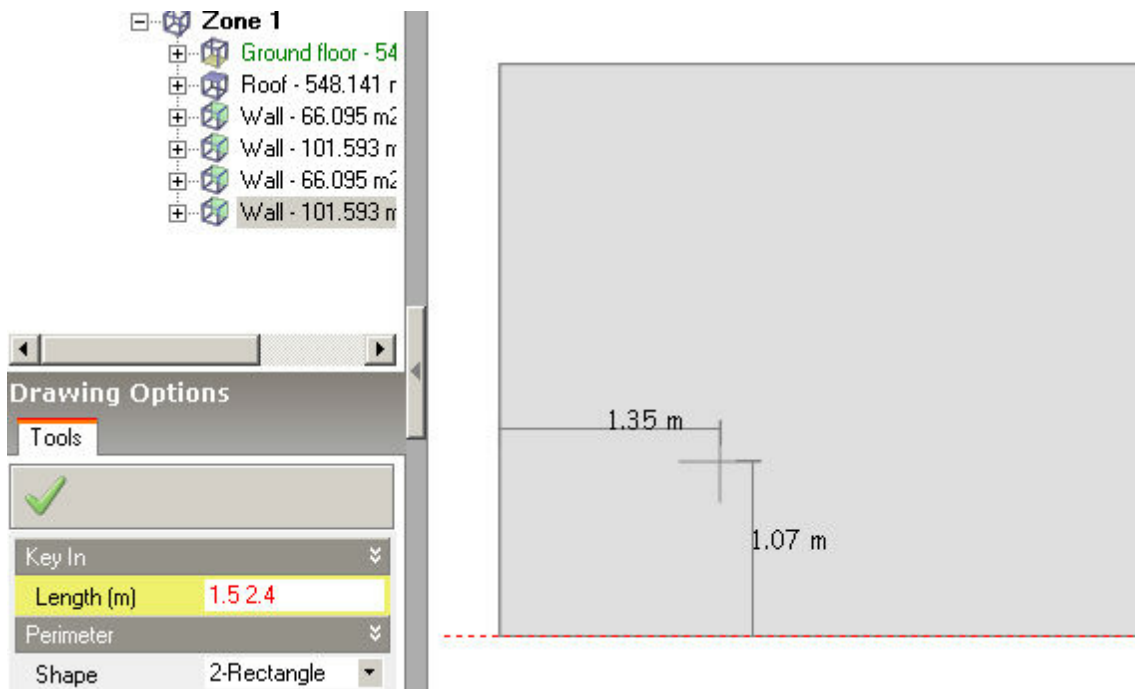 Zone 1
Ground floor - 54
Roof - 548.141 r
Wall - 66.095 m2
Wall - 101.593 m
Wall - 66.095 m2
Wall - 101.593 m
Drawing Options
Tools
Key In
Length (m) 1.5 2.4
Perimeter
Shape 2-Rectangle
1.35 m
1.07 m